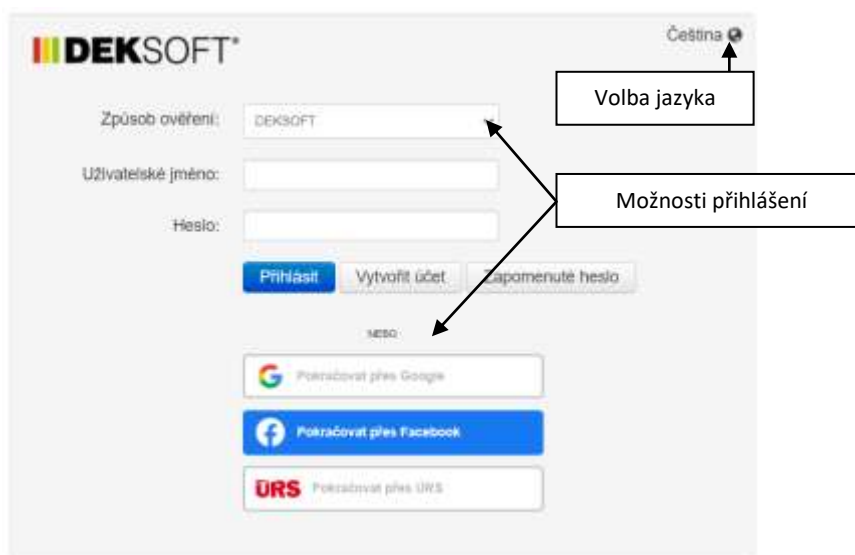 DEKSOFT®
Čeština
Volba jazyka
Způsob ověření:
DEKSOFT
Uživatelské jméno:
Možnosti přihlášení
Heslo:
Přihlásit
Vytvořit účet
Zapomenuté heslo
NEBO
Pokračovat přes Google
Pokračovat přes Facebook
ÚRS Pokračovat přes ÚRS